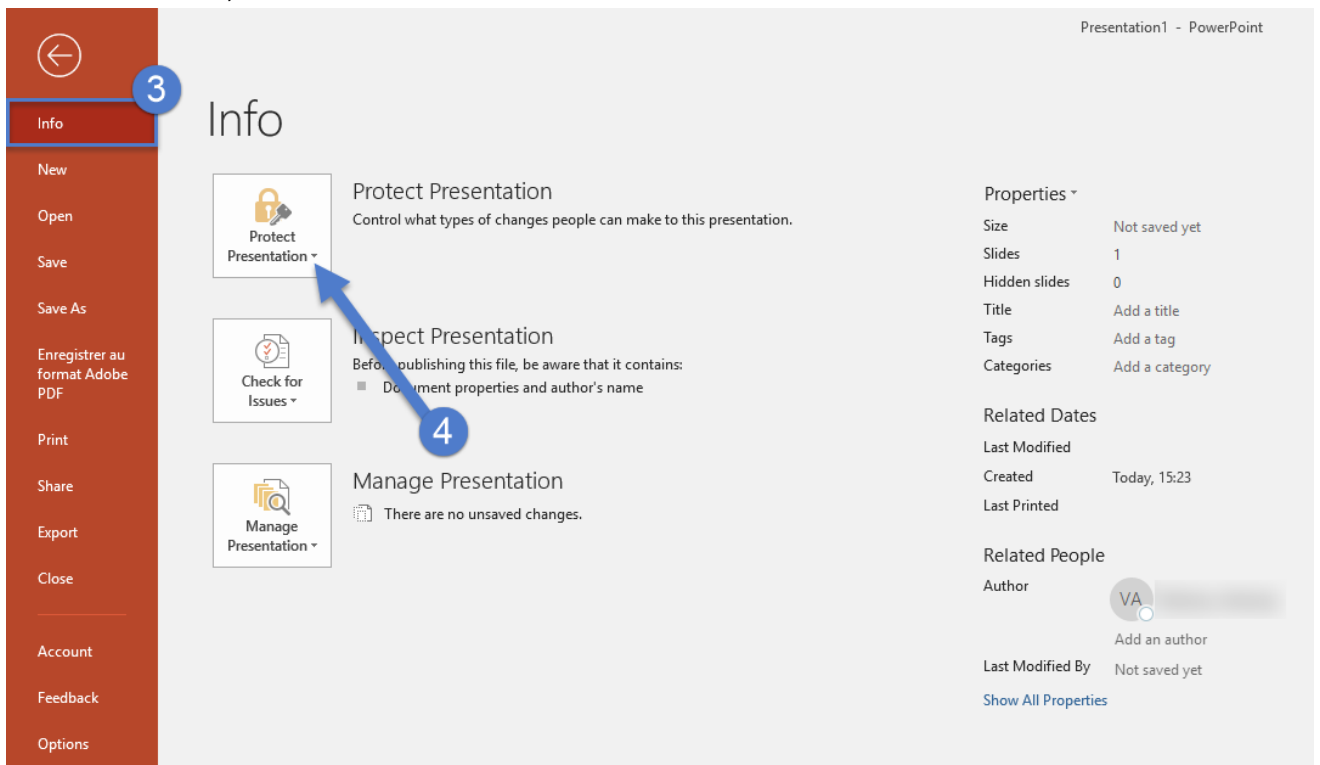 Presentation1 - PowerPoint
3
Info
New
Open
Save
Save As
Enregistrer au
format Adobe
PDF
Print
Share
Export
Close
Account
Feedback
Options
Info
Protect
Presentation
Protect Presentation
Control what types of changes people can make to this presentation.
Check for
Issues
Inspect Presentation
Before publishing this file, be aware that it contains:
Document properties and author's name
4
Manage
Presentation
Manage Presentation
There are no unsaved changes.
Properties
Size Not saved yet
Slides 1
Hidden slides 0
Title Add a title
Tags Add a tag
Categories Add a category
Related Dates
Last Modified
Created Today, 15:23
Last Printed
Related People
Author VA
Add an author
Last Modified By Not saved yet
Show All Properties